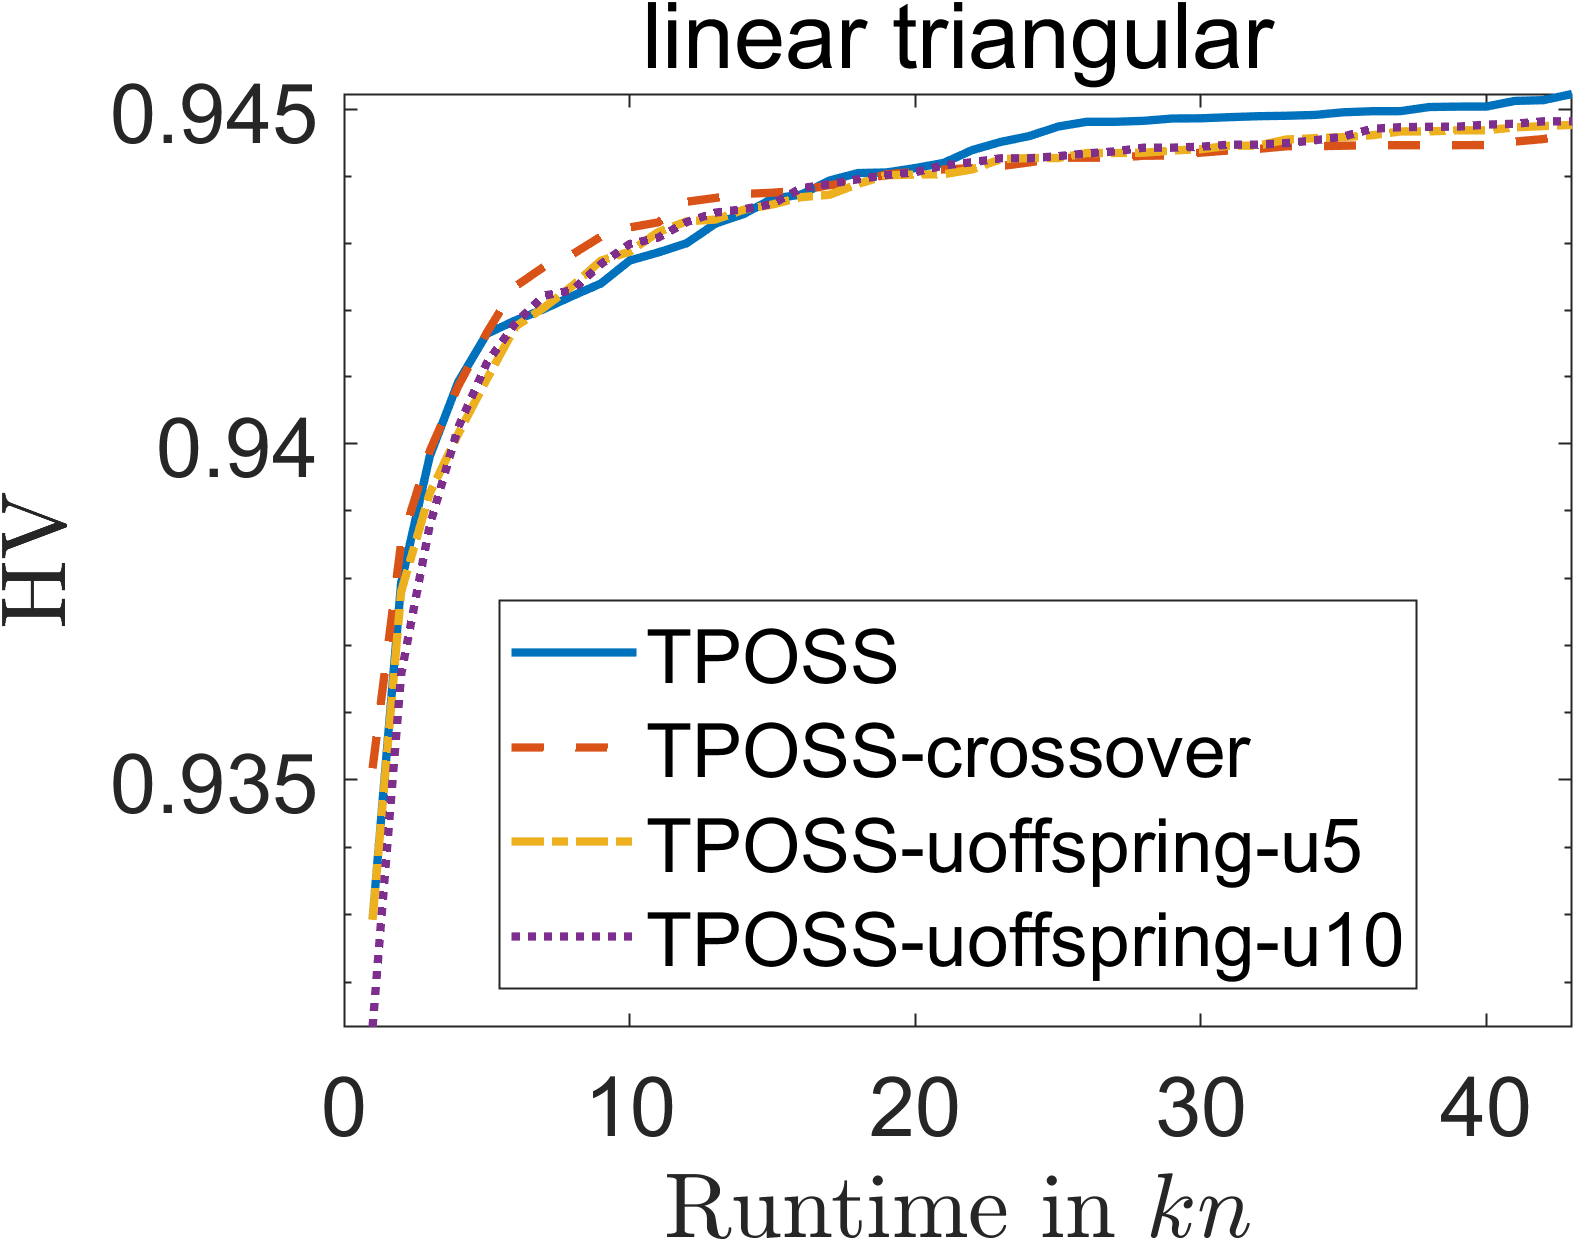 linear triangular
0.945
0.94
0.935
HV
TPOSS
TPOSS-crossover
TPOSS-uoffspring-u5
TPOSS-uoffspring-u10
0 10 20 30 40
Runtime in kn